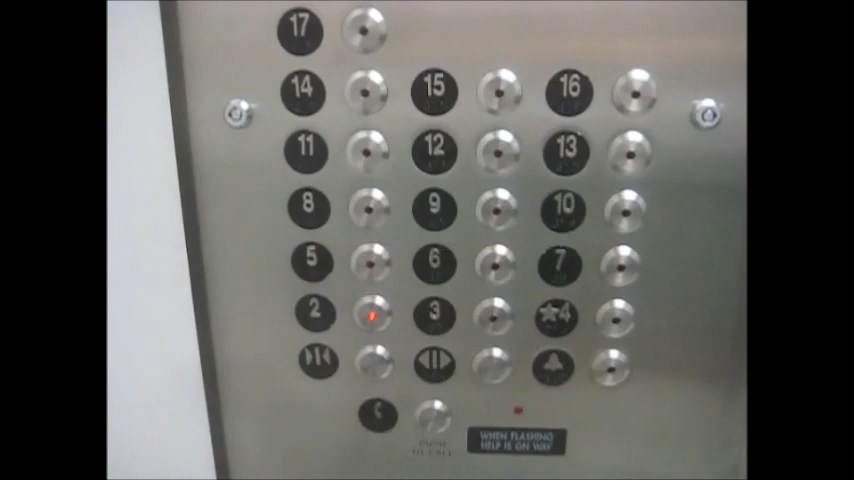 17
14 15 16
11 12 13
8 9 10
5 6 7
2 3 ★4
PUSH
TO CALL
WHEN FLASHING
HELP IS ON WAY